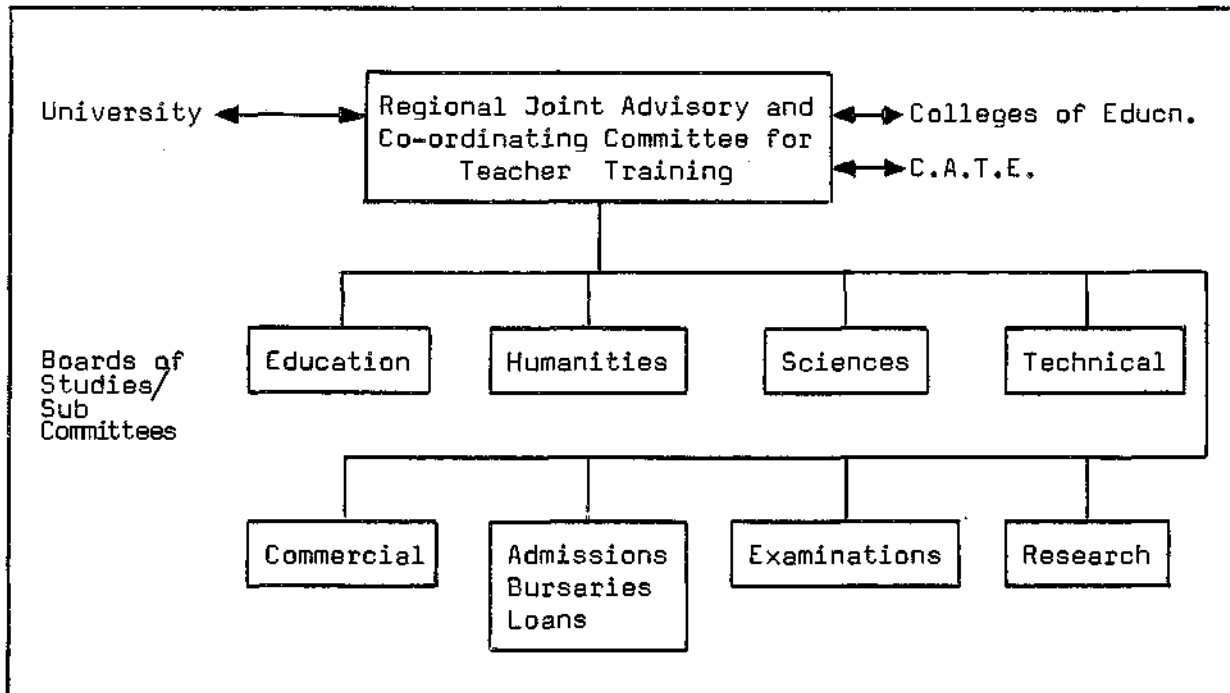 University
Regional Joint Advisory and
Co-ordinating Committee for
Teacher Training
Colleges of Educn.
C.A.T.E.
Boards of
Studies/
Sub
Committees
Education
Humanities
Sciences
Technical
Commercial
Admissions
Bursaries
Loans
Examinations
Research